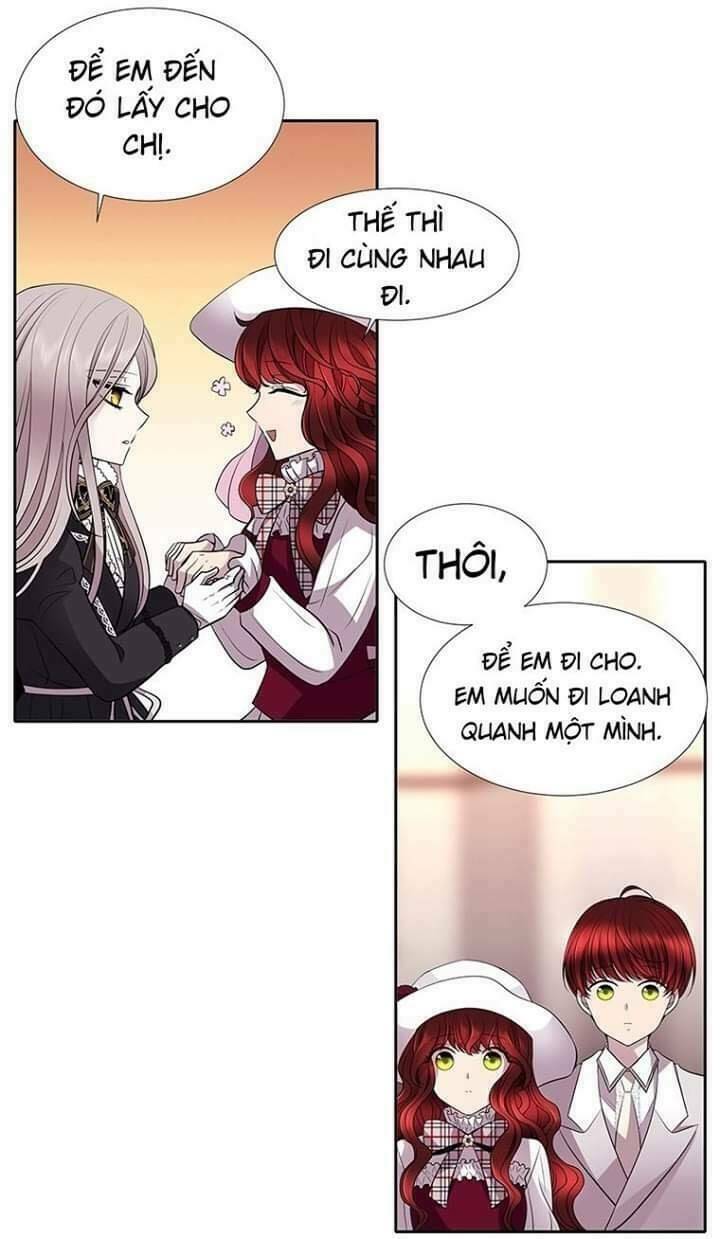 ĐỂ EM ĐẾN
ĐÓ LẤY CHO
CHỊ.
THẾ THÌ
ĐI CÙNG NHAU
ĐI.
THÔI,
ĐỂ EM ĐI CHO.
EM MUỐN ĐI LOANH
QUANH MỘT MÌNH.